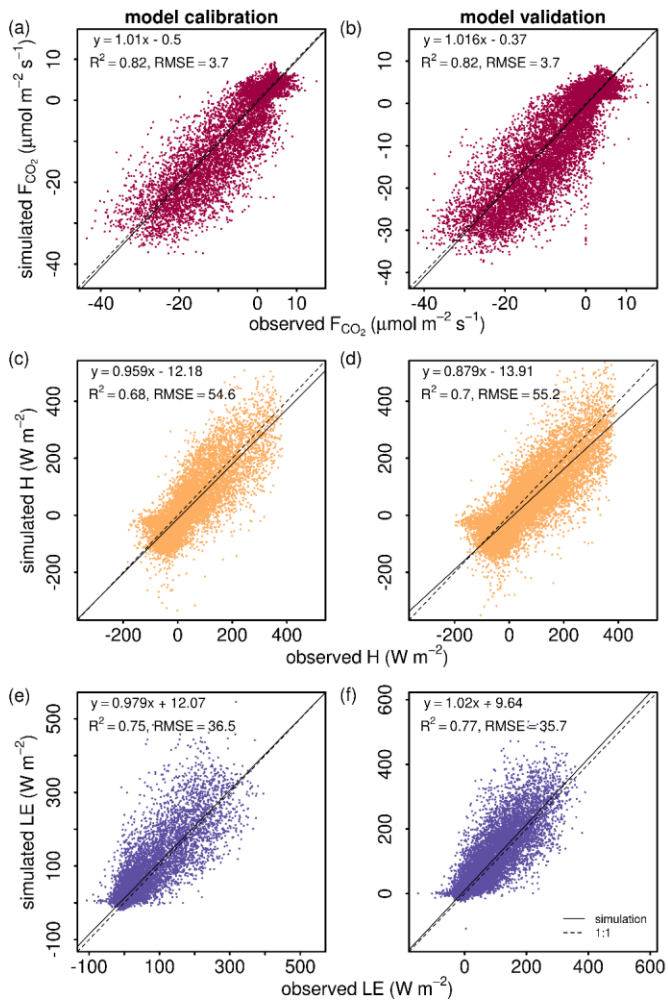 model calibration
model validation
(a)
y = 1.01x - 0.5
R² = 0.82, RMSE = 3.7
(b)
y = 1.016x - 0.37
R² = 0.82, RMSE = 3.7
simulated F_CO₂ (μmol m⁻² s⁻¹)
10
0
-10
-20
-30
-40
10
0
-10
-20
-30
-40
-40
-20
0
10
-40
-20
0
10
observed F_CO₂ (μmol m⁻² s⁻¹)
(c)
y = 0.959x - 12.18
R² = 0.68, RMSE = 54.6
(d)
y = 0.879x - 13.91
R² = 0.7, RMSE = 55.2
simulated H (W m⁻²)
400
200
0
-200
400
200
0
-200
-200
0
200
400
-200
0
200
400
observed H (W m⁻²)
(e)
y = 0.979x + 12.07
R² = 0.75, RMSE = 36.5
(f)
y = 1.02x + 9.64
R² = 0.77, RMSE = 35.7
simulated LE (W m⁻²)
500
300
100
-100
600
400
200
0
simulation
1:1
-100
100
300
500
0
200
400
600
observed LE (W m⁻²)